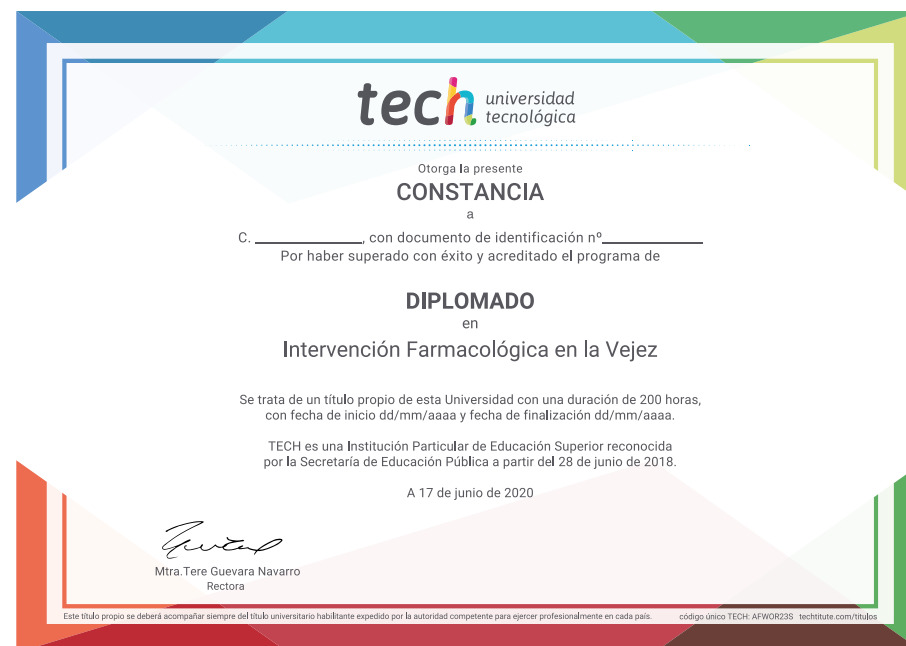 tech universidad
tecnológica
Otorga la presente
CONSTANCIA
a
C. ____________, con documento de identificación nº____________
Por haber superado con éxito y acreditado el programa de
DIPLOMADO
en
Intervención Farmacológica en la Vejez
Se trata de un título propio de esta Universidad con una duración de 200 horas,
con fecha de inicio dd/mm/aaaa y fecha de finalización dd/mm/aaaa.
TECH es una Institución Particular de Educación Superior reconocida
por la Secretaría de Educación Pública a partir del 28 de junio de 2018.
A 17 de junio de 2020
Mtra.Tere Guevara Navarro
Rectora
Este título propio se deberá acompañar siempre del título universitario habilitante expedido por la autoridad competente para ejercer profesionalmente en cada país. código único TECH: AFWOR23S techtitute.com/titulos